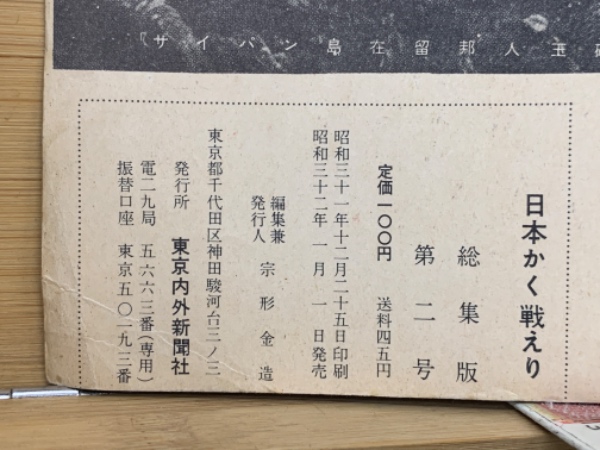 玉人邦留在島ンパイサ』
日本かく戦えり
総集版
第二号
定価一〇〇円　送料四五円
昭和三十一年十二月二十五日印刷
昭和三十二年一月一日発売
編集兼
発行人　宗形金造
東京都千代田区神田駿河台三ノ三
発行所　東京内外新聞社
電二九局　五六六三番(専用)
振替口座　東京五〇一九三番